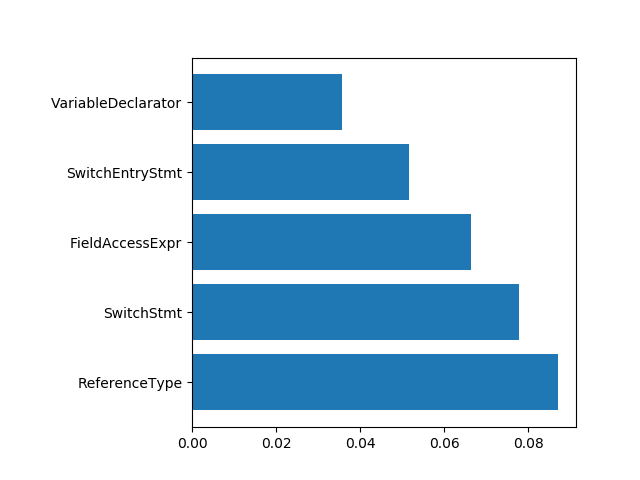 VariableDeclarator
SwitchEntryStmt
FieldAccessExpr
SwitchStmt
ReferenceType
0.00 0.02 0.04 0.06 0.08